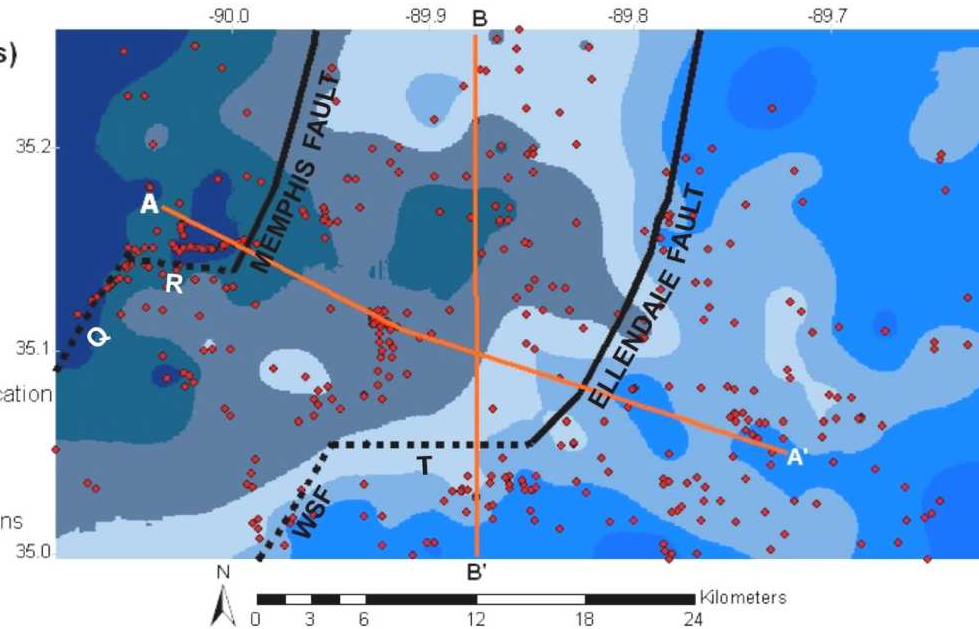 -90.0 -89.9 B -89.8 -89.7
s)
35.2
MEMPHIS FAULT
A
ELLENDALE FAULT
R
Q
35.1
cation
A'
T
WSF
ns
35.0
N
B'
Kilometers
0 3 6 12 18 24